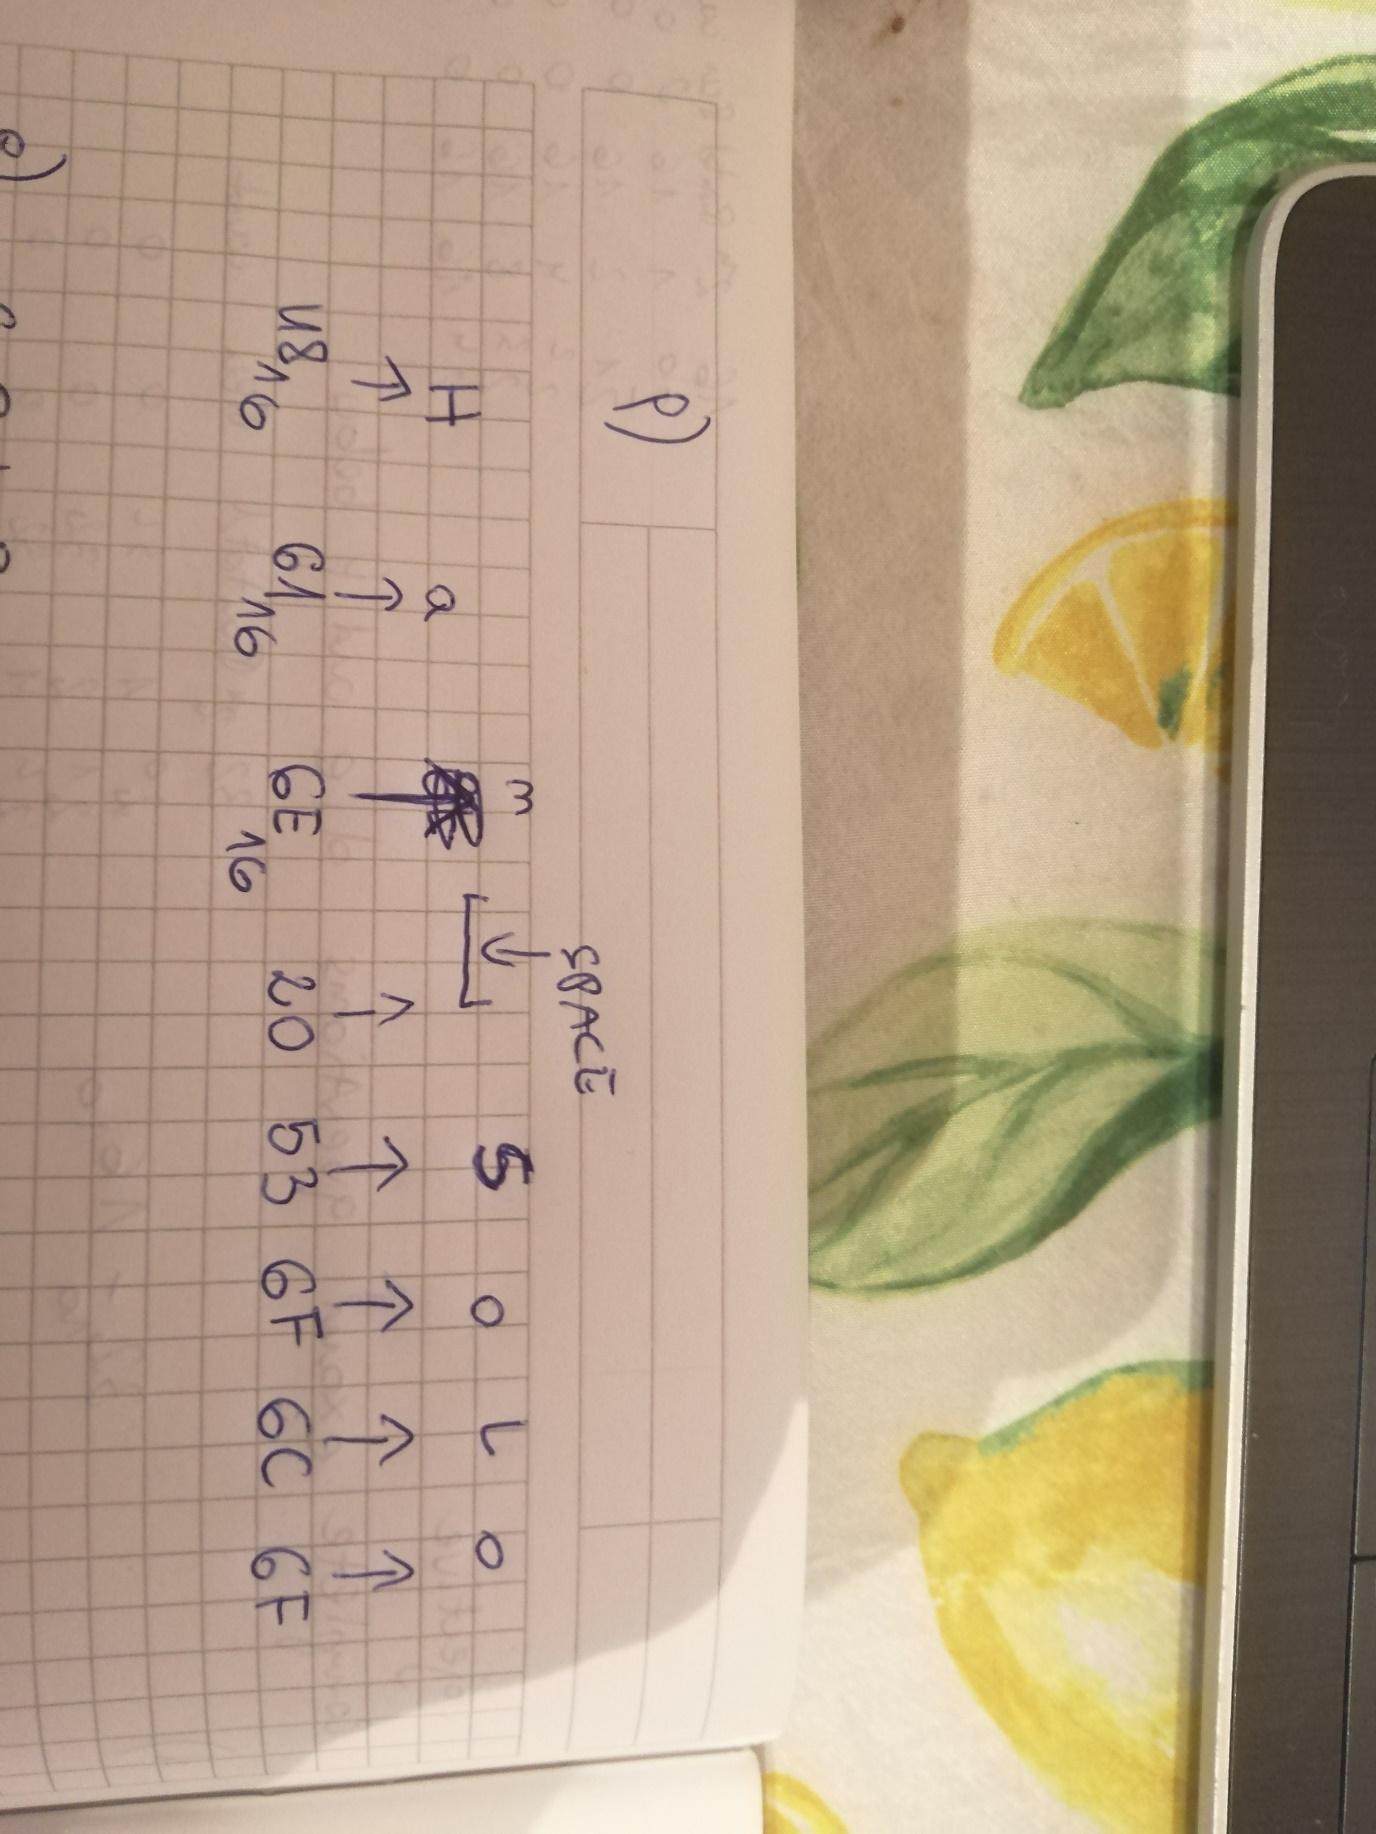 p)
SPACE
H a n S o L o
48₁₆ 61₁₆ 6E₁₆ 20 53 6F 6C 6F